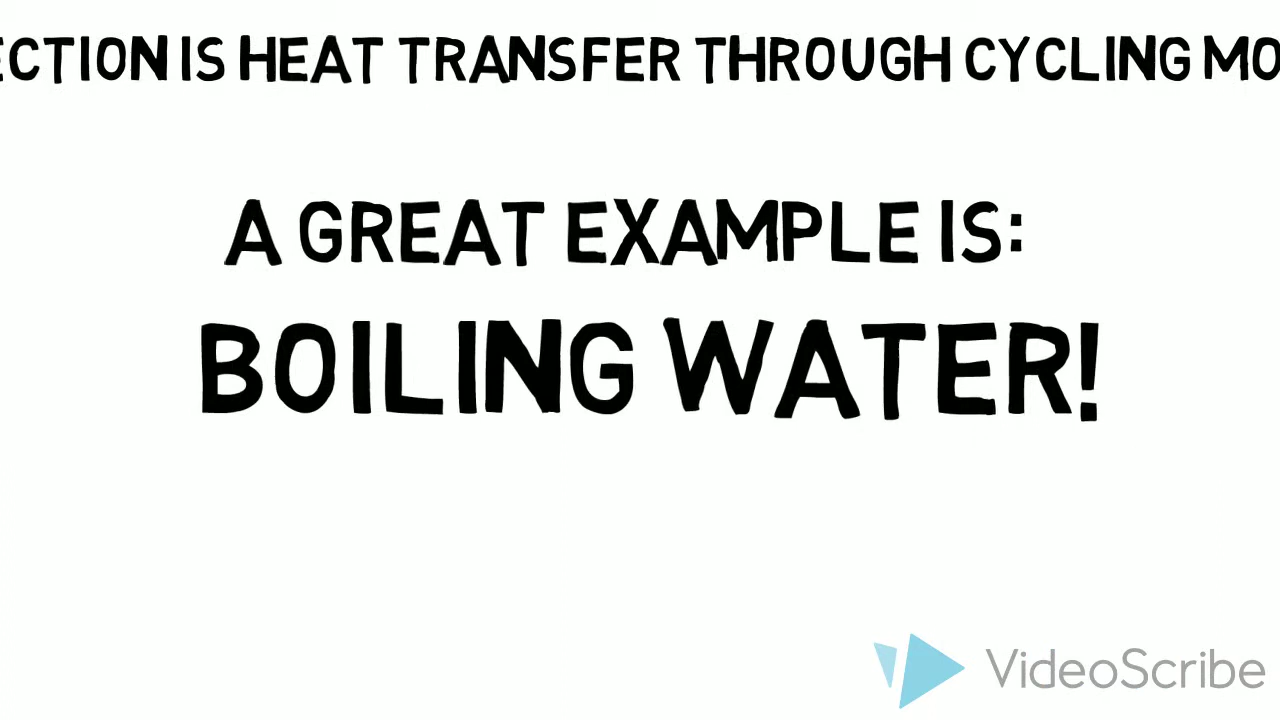 ECTION IS HEAT TRANSFER THROUGH CYCLING MO
A GREAT EXAMPLE IS:
BOILING WATER!
VideoScribe